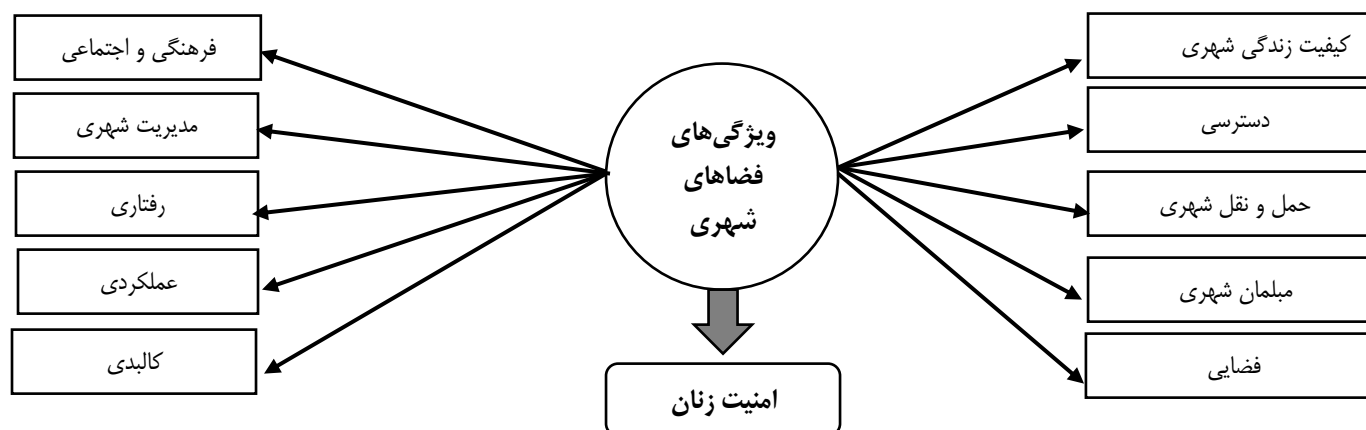 کیفیت زندگی شهری
دسترسی
حمل و نقل شهری
مبلمان شهری
فضایی
ویژگی‌های
فضاهای
شهری
امنیت زنان
فرهنگی و اجتماعی
مدیریت شهری
رفتاری
عملکردی
کالبدی